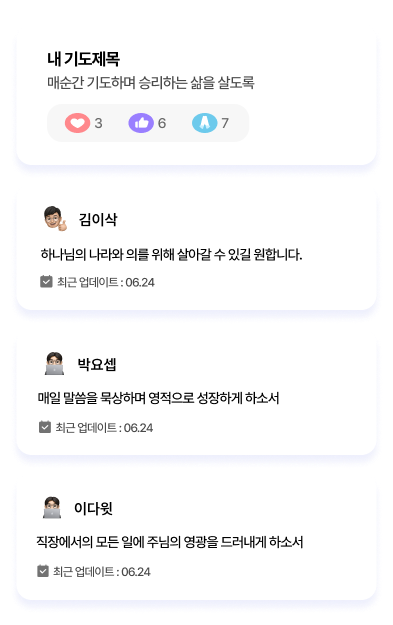 내 기도제목
매순간 기도하며 승리하는 삶을 살도록
3 6 7
김이삭
하나님의 나라와 의를 위해 살아갈 수 있길 원합니다.
최근 업데이트 : 06.24
박요셉
매일 말씀을 묵상하며 영적으로 성장하게 하소서
최근 업데이트 : 06.24
이다윗
직장에서의 모든 일에 주님의 영광을 드러내게 하소서
최근 업데이트 : 06.24